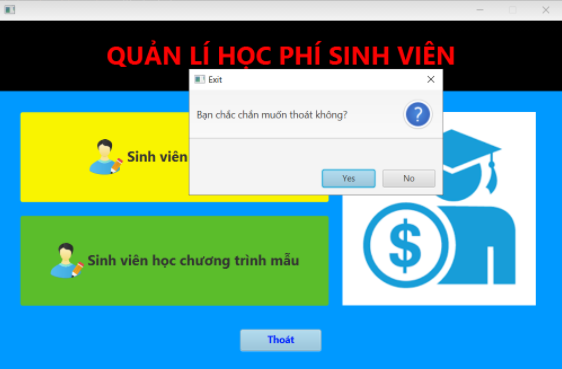 QUẢN LÍ HỌC PHÍ SINH VIÊN
Exit
Bạn chắc chắn muốn thoát không?
Yes
No
Sinh viên
Sinh viên học chương trình mẫu
Thoát